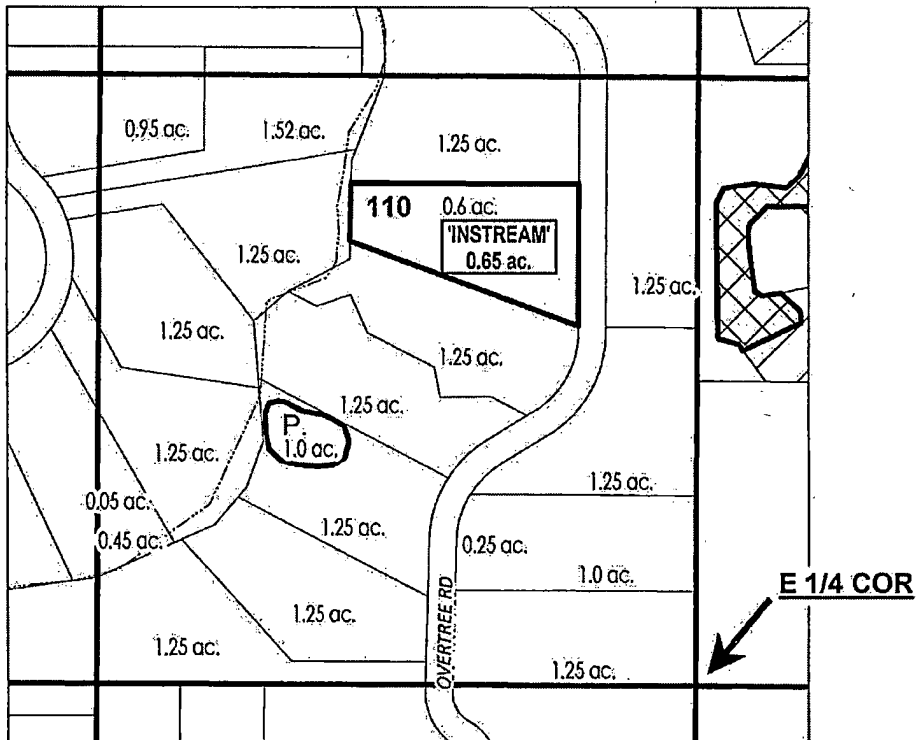 0.95 ac.
1.52 ac.
1.25 ac.
110
0.6 ac.
'INSTREAM'
0.65 ac.
1.25 ac.
1.25 ac.
1.25 ac.
1.25 ac.
1.25 ac.
P.
1.0 ac.
1.25 ac.
1.25 ac.
0.05 ac.
1.25 ac.
0.45 ac.
0.25 ac.
1.0 ac.
E 1/4 COR
1.25 ac.
1.25 ac.
1.25 ac.
OVERTREE RD